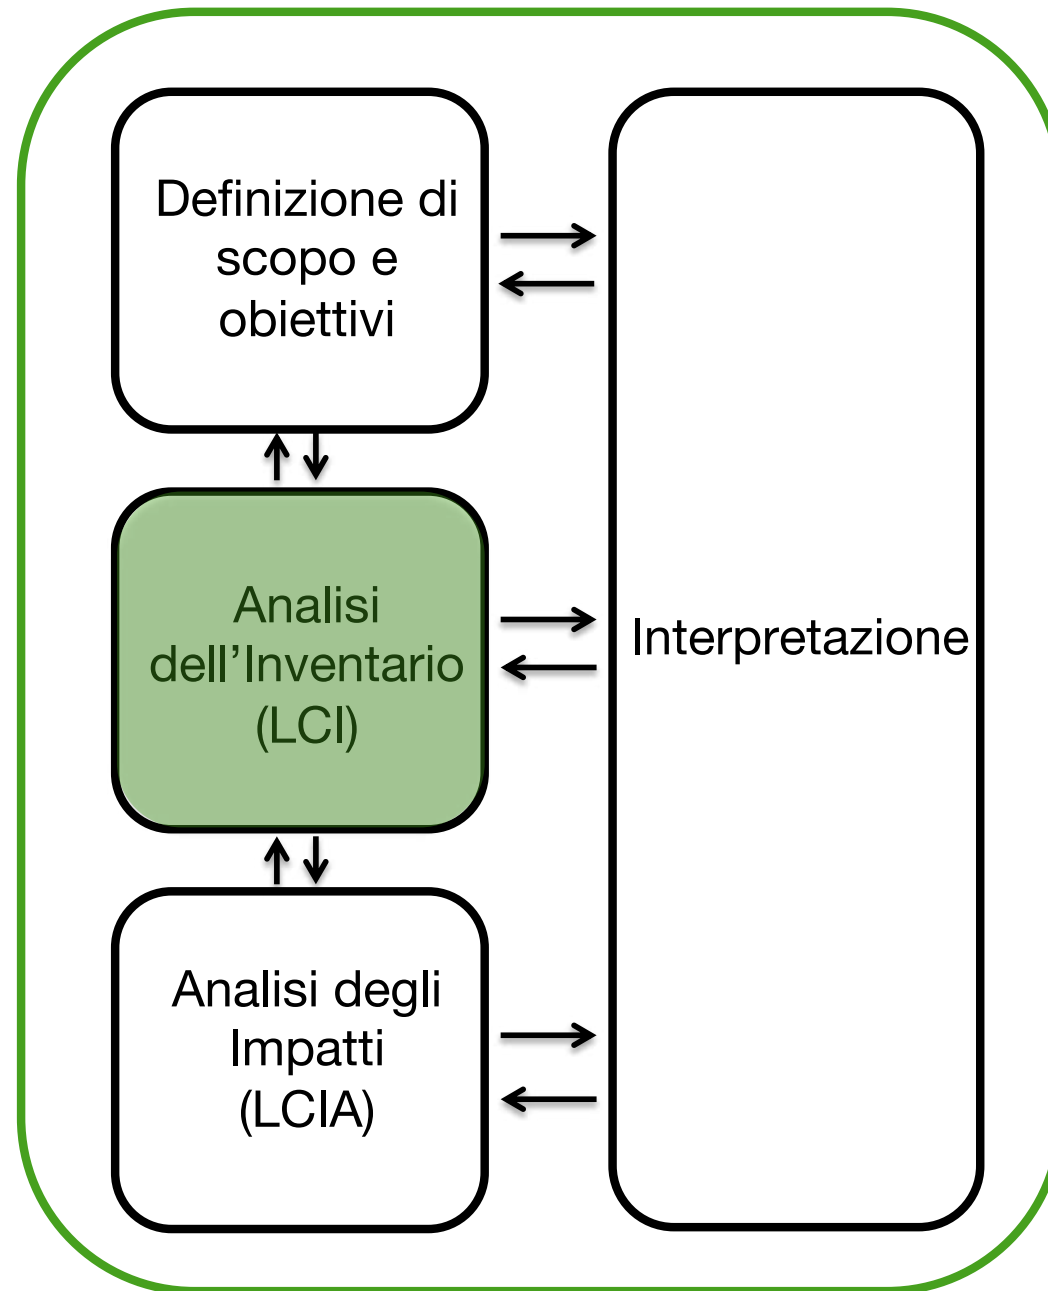 Definizione di
scopo e
obiettivi
Analisi
dell’Inventario
(LCI)
Interpretazione
Analisi degli
Impatti
(LCIA)